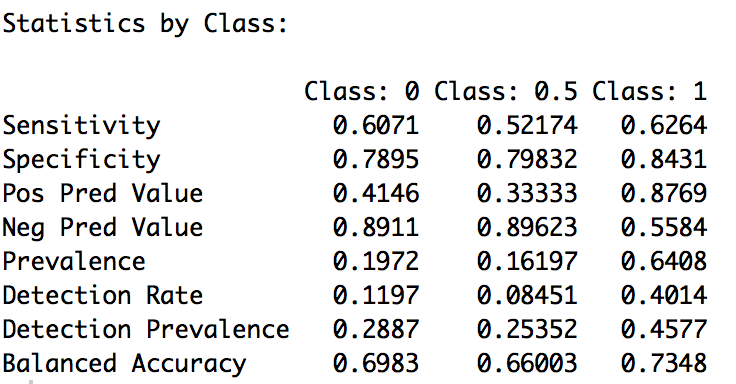 Statistics by Class:
Class: 0 Class: 0.5 Class: 1
Sensitivity 0.6071 0.52174 0.6264
Specificity 0.7895 0.79832 0.8431
Pos Pred Value 0.4146 0.33333 0.8769
Neg Pred Value 0.8911 0.89623 0.5584
Prevalence 0.1972 0.16197 0.6408
Detection Rate 0.1197 0.08451 0.4014
Detection Prevalence 0.2887 0.25352 0.4577
Balanced Accuracy 0.6983 0.66003 0.7348